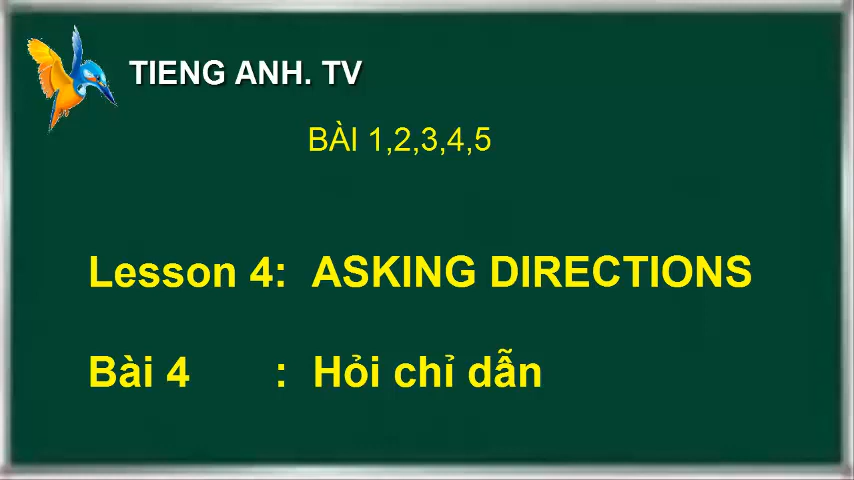 TIENG ANH. TV
BÀI 1,2,3,4,5
Lesson 4: ASKING DIRECTIONS
Bài 4 : Hỏi chỉ dẫn